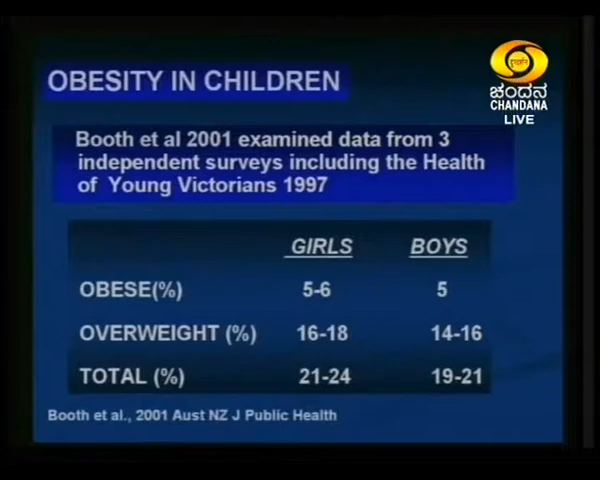 OBESITY IN CHILDREN
दूरदर्शन
ಚಂದನ
CHANDANA
LIVE
Booth et al 2001 examined data from 3
independent surveys including the Health
of Young Victorians 1997
GIRLS BOYS
OBESE(%) 5-6 5
OVERWEIGHT (%) 16-18 14-16
TOTAL (%) 21-24 19-21
Booth et al., 2001 Aust NZ J Public Health